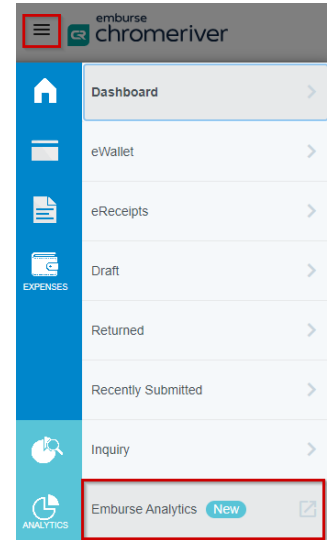 emburse
chromeriver
Dashboard
eWallet
eReceipts
Draft
EXPENSES
Returned
Recently Submitted
Inquiry
Emburse Analytics New
ANALYTICS